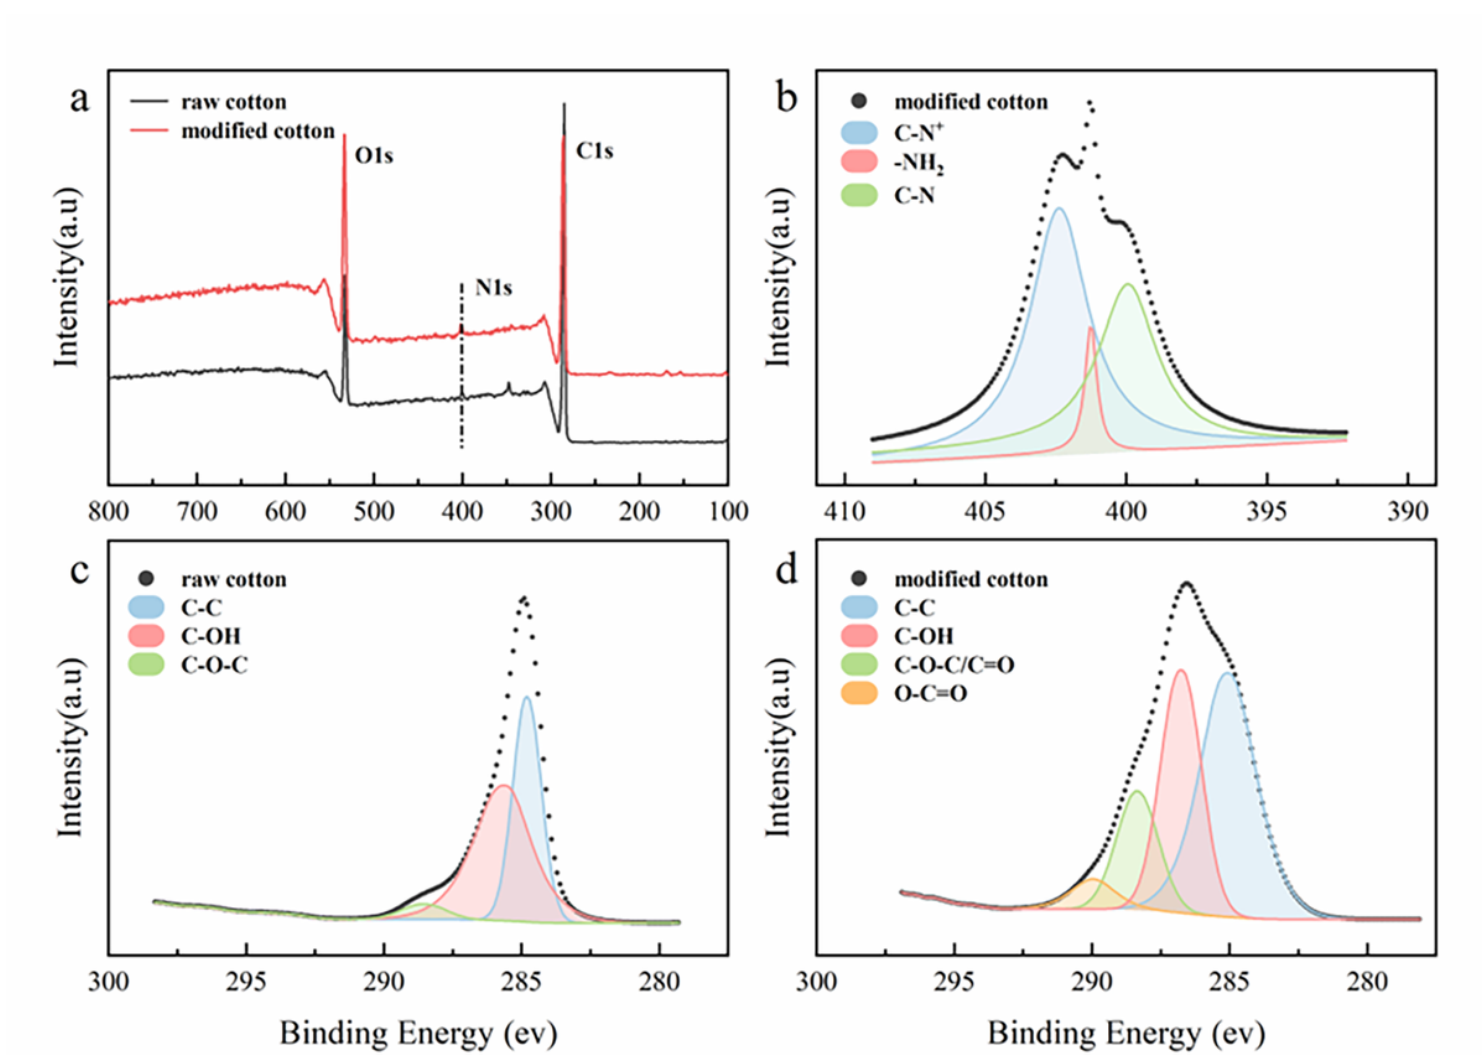 a
raw cotton
modified cotton
O1s
C1s
N1s
Intensity(a.u)
800 700 600 500 400 300 200 100
b
modified cotton
C-N⁺
-NH₂
C-N
Intensity(a.u)
410 405 400 395 390
c
raw cotton
C-C
C-OH
C-O-C
Intensity(a.u)
300 295 290 285 280
Binding Energy (ev)
d
modified cotton
C-C
C-OH
C-O-C/C=O
O-C=O
Intensity(a.u)
300 295 290 285 280
Binding Energy (ev)